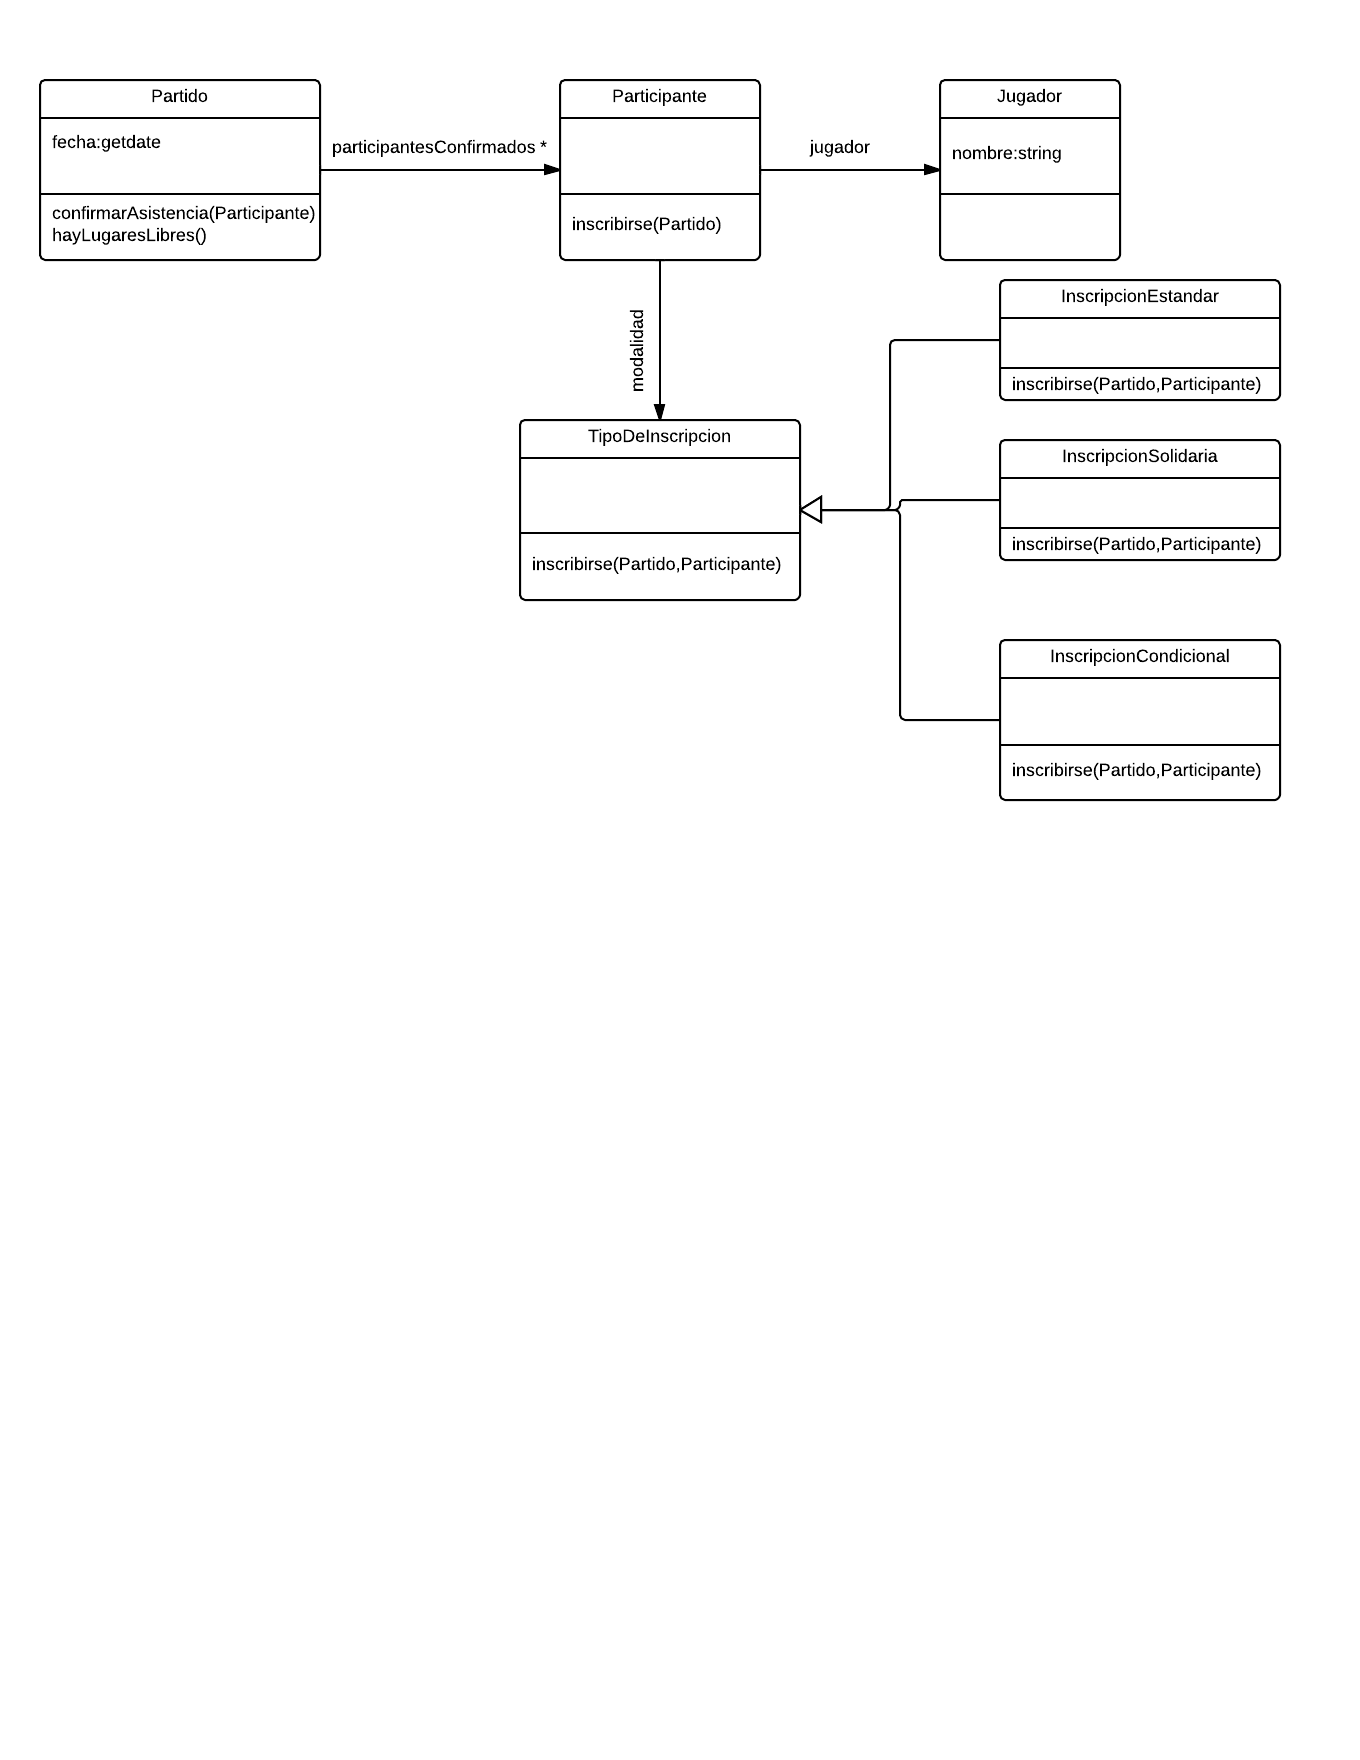 Partido
fecha:getdate
confirmarAsistencia(Participante)
hayLugaresLibres()
participantesConfirmados *
Participante
inscribirse(Partido)
jugador
Jugador
nombre:string
modalidad
TipoDeInscripcion
inscribirse(Partido,Participante)
InscripcionEstandar
inscribirse(Partido,Participante)
InscripcionSolidaria
inscribirse(Partido,Participante)
InscripcionCondicional
inscribirse(Partido,Participante)